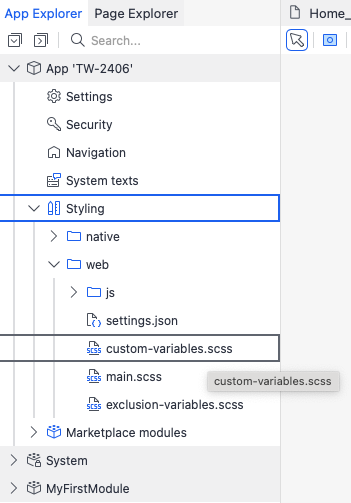 App Explorer Page Explorer Home_
Search...
App 'TW-2406'
Settings
Security
Navigation
System texts
Styling
native
web
js
settings.json
custom-variables.scss
main.scss
custom-variables.scss
exclusion-variables.scss
Marketplace modules
System
MyFirstModule